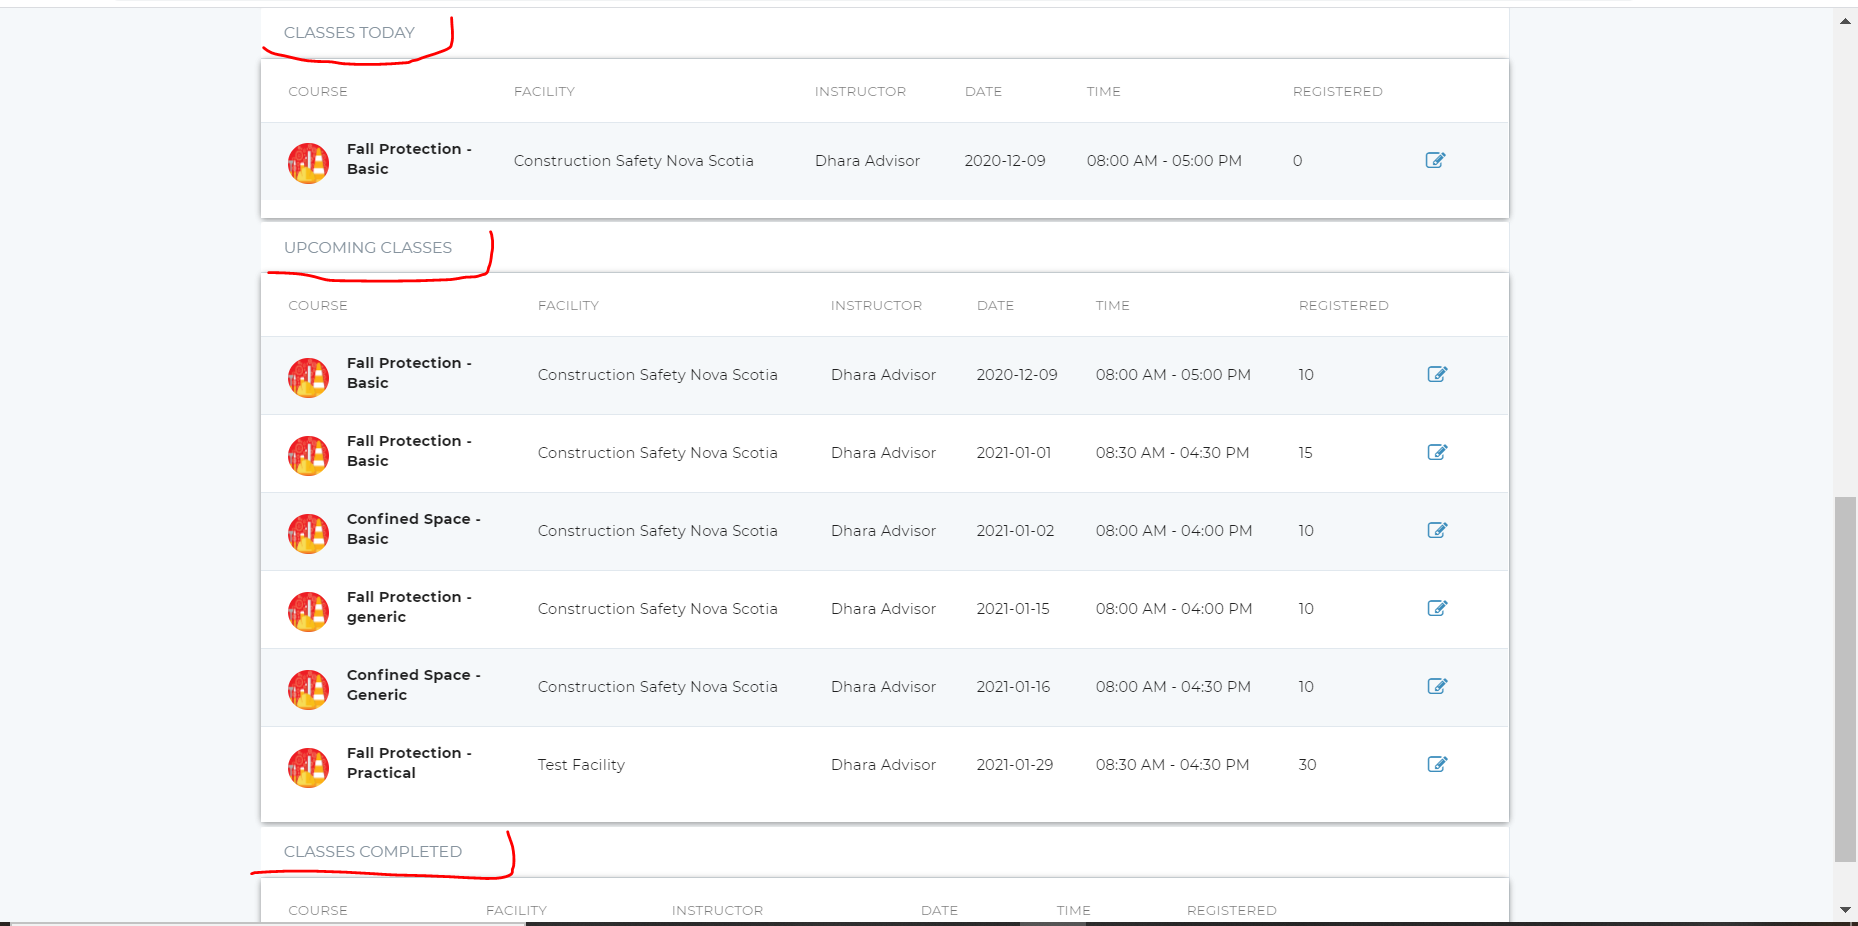 CLASSES TODAY
COURSE FACILITY INSTRUCTOR DATE TIME REGISTERED
Fall Protection -
Basic
Construction Safety Nova Scotia Dhara Advisor 2020-12-09 08:00 AM - 05:00 PM 0
UPCOMING CLASSES
COURSE FACILITY INSTRUCTOR DATE TIME REGISTERED
Fall Protection -
Basic
Construction Safety Nova Scotia Dhara Advisor 2020-12-09 08:00 AM - 05:00 PM 10
Fall Protection -
Basic
Construction Safety Nova Scotia Dhara Advisor 2021-01-01 08:30 AM - 04:30 PM 15
Confined Space -
Basic
Construction Safety Nova Scotia Dhara Advisor 2021-01-02 08:00 AM - 04:00 PM 10
Fall Protection -
generic
Construction Safety Nova Scotia Dhara Advisor 2021-01-15 08:00 AM - 04:00 PM 10
Confined Space -
Generic
Construction Safety Nova Scotia Dhara Advisor 2021-01-16 08:00 AM - 04:30 PM 10
Fall Protection -
Practical
Test Facility Dhara Advisor 2021-01-29 08:30 AM - 04:30 PM 30
CLASSES COMPLETED
COURSE FACILITY INSTRUCTOR DATE TIME REGISTERED